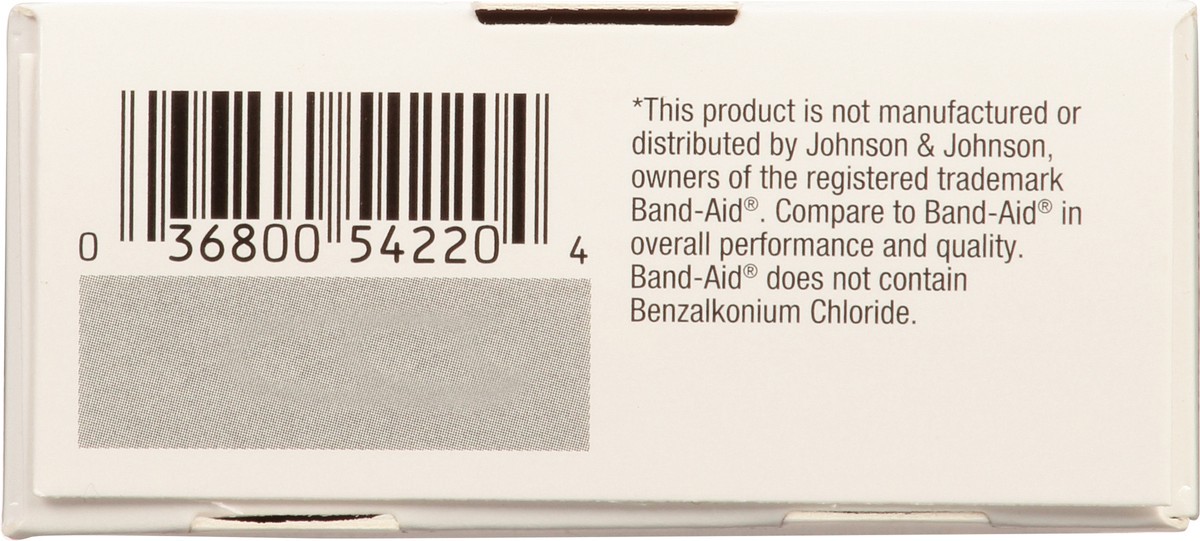 0 36800 54220 4
*This product is not manufactured or
distributed by Johnson & Johnson,
owners of the registered trademark
Band-Aid®. Compare to Band-Aid® in
overall performance and quality.
Band-Aid® does not contain
Benzalkonium Chloride.